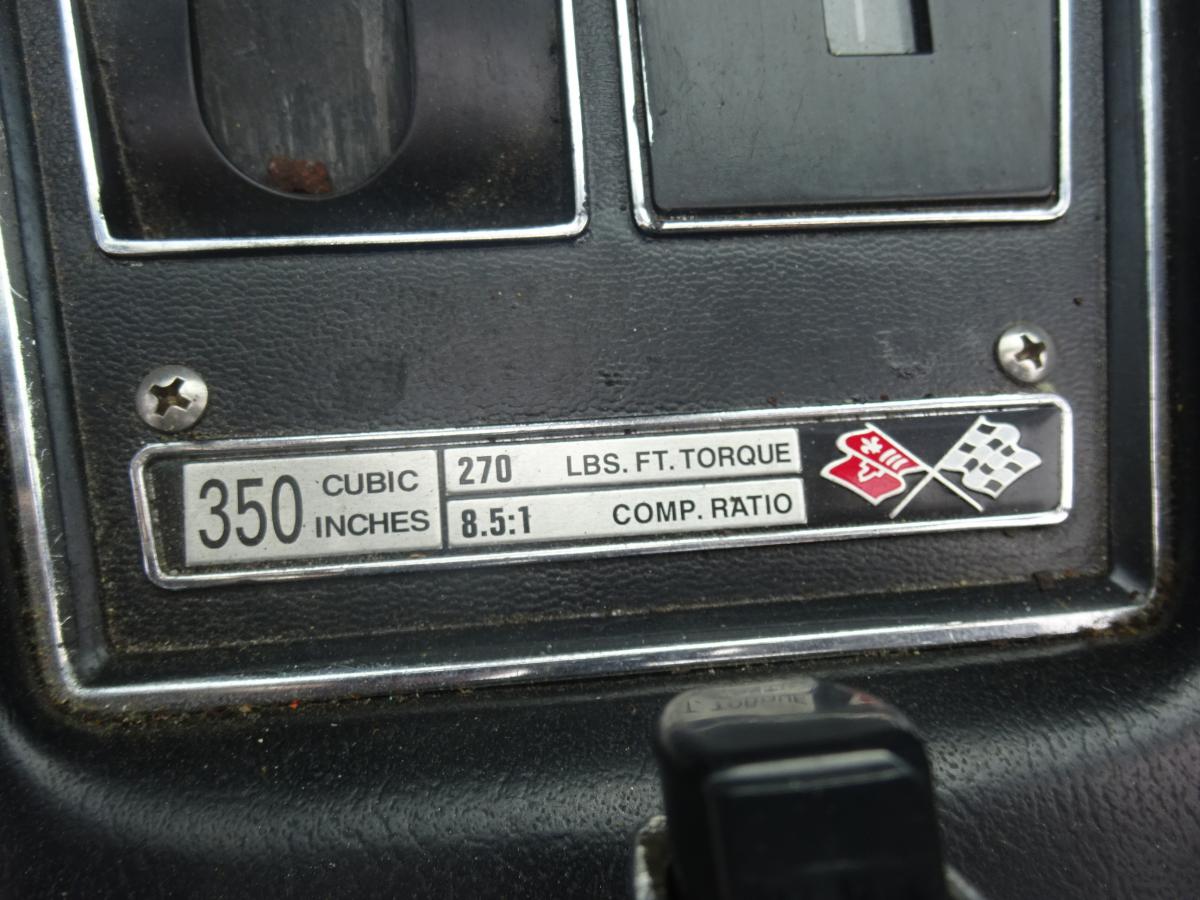 350 CUBIC INCHES
270 LBS. FT. TORQUE
8.5:1 COMP. RATIO